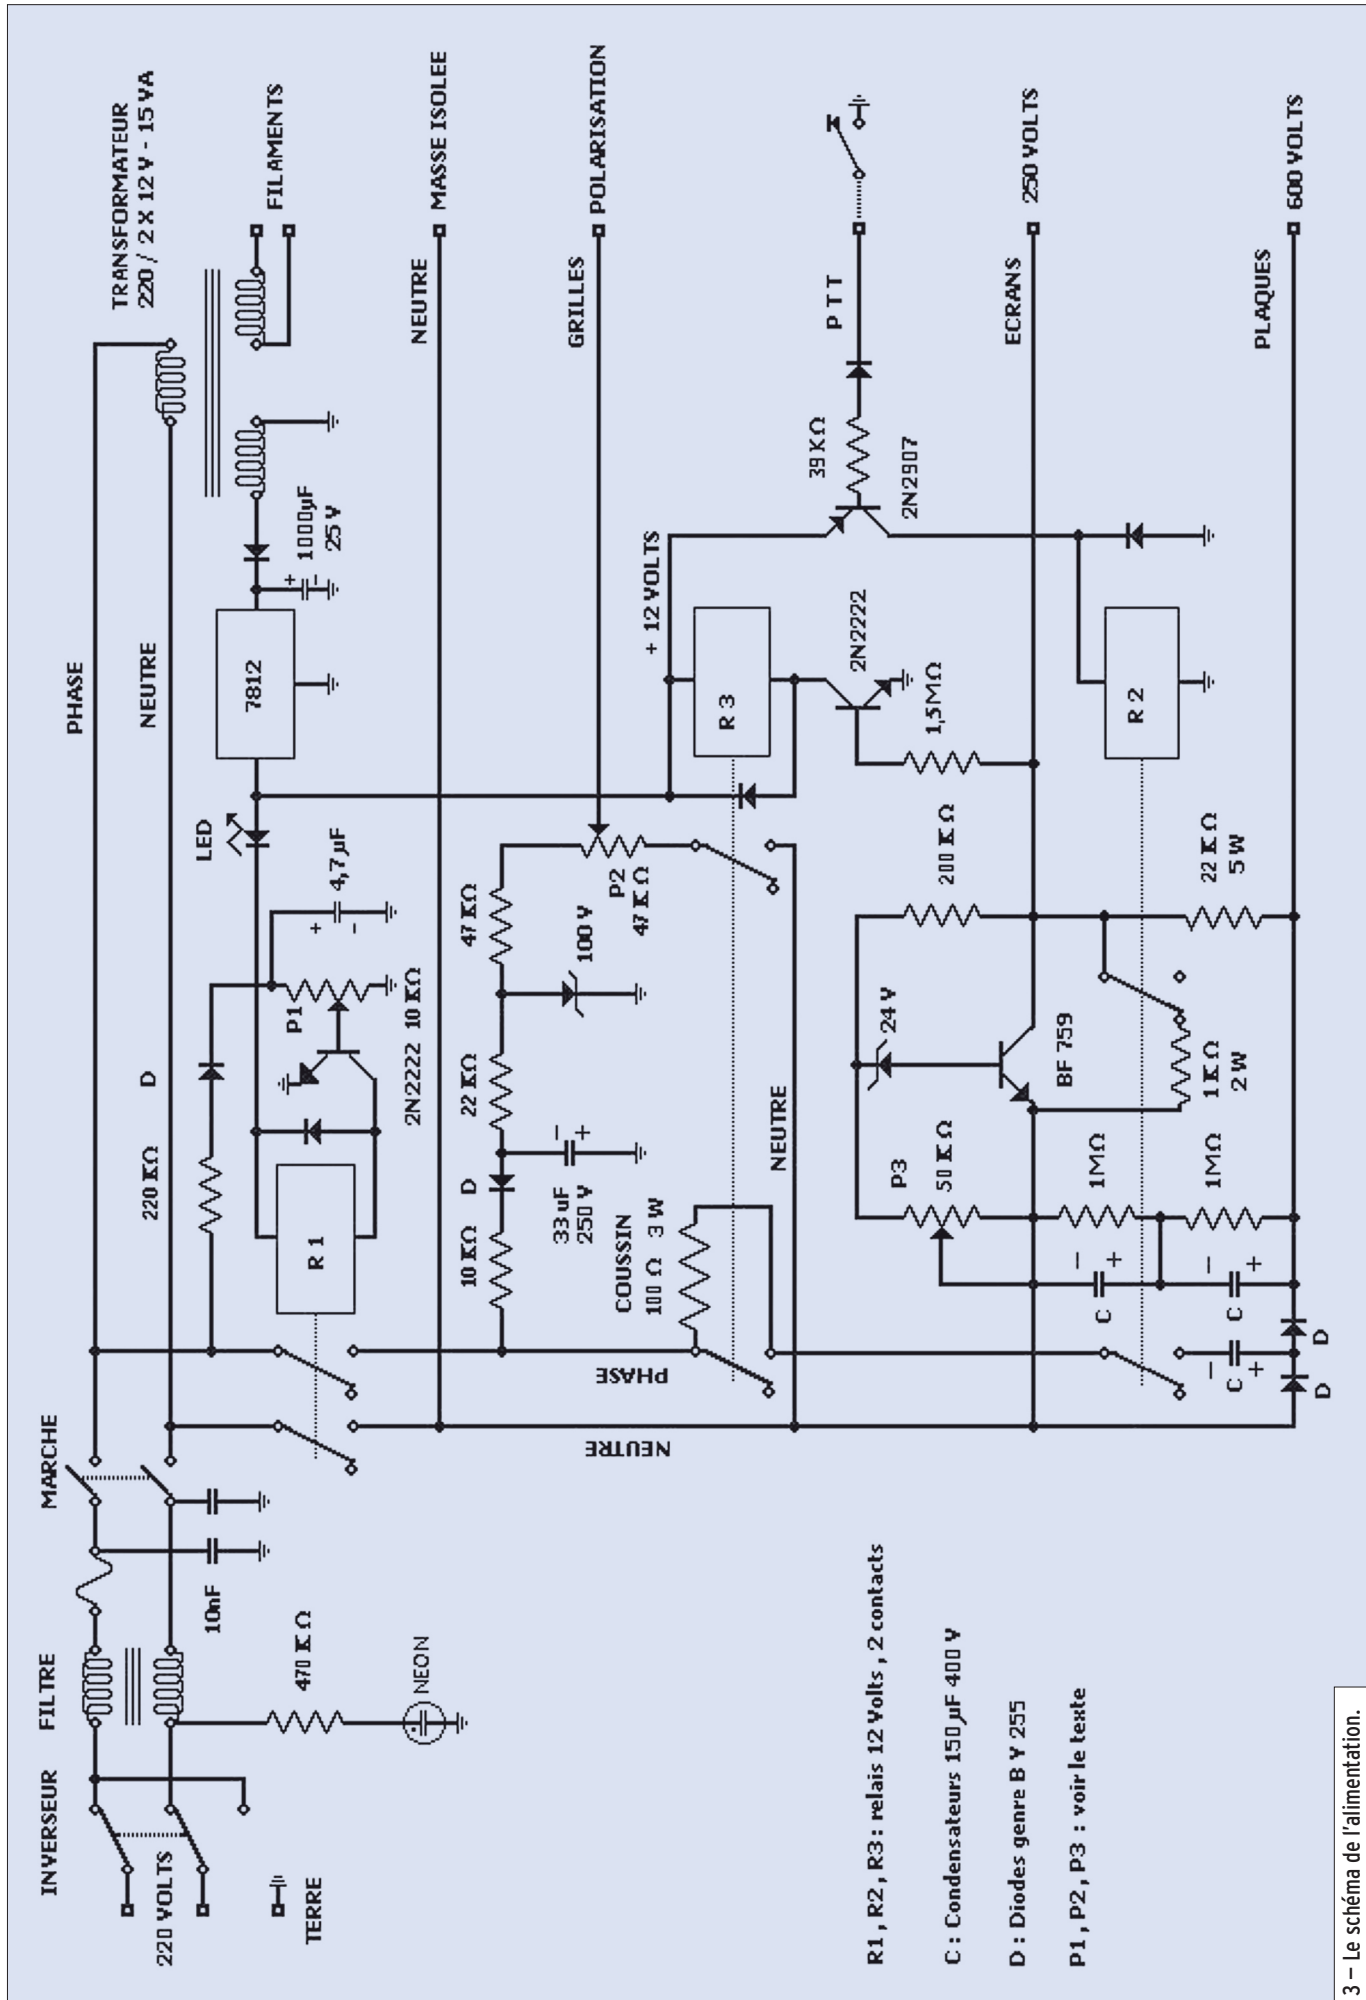 INVERSEUR
FILTRE
MARCHE
PHASE
TRANSFORMATEUR
220 / 2 X 12 V - 15 VA
220 VOLTS
TERRE
10nF
470 KΩ
NEON
NEUTRE
220 KΩ
D
LED
7812
1000µF
25 V
+
-
FILAMENTS
R 1
P1
4,7 µF
+
-
2N2222
10 KΩ
NEUTRE
MASSE ISOLEE
10 KΩ
D
22 KΩ
47 KΩ
33 uF
250 V
-
+
100 V
P2
47 KΩ
GRILLES
POLARISATION
COUSSIN
100 Ω 3 W
PHASE
NEUTRE
NEUTRE
+ 12 VOLTS
R 3
2N2222
39 KΩ
2N2907
P T T
1,5MΩ
P3
50 KΩ
24 V
200 KΩ
BF 759
ECRANS
250 VOLTS
1MΩ
1MΩ
1 KΩ
2 W
22 KΩ
5 W
R 2
C
-
+
C
-
+
C
-
+
D
D
PLAQUES
600 VOLTS
R1 , R2 , R3 : relais 12 Volts , 2 contacts
C : Condensateurs 150 µF 400 V
D : Diodes genre B Y 255
P1 , P2 , P3 : voir le texte
3 – Le schéma de l'alimentation.